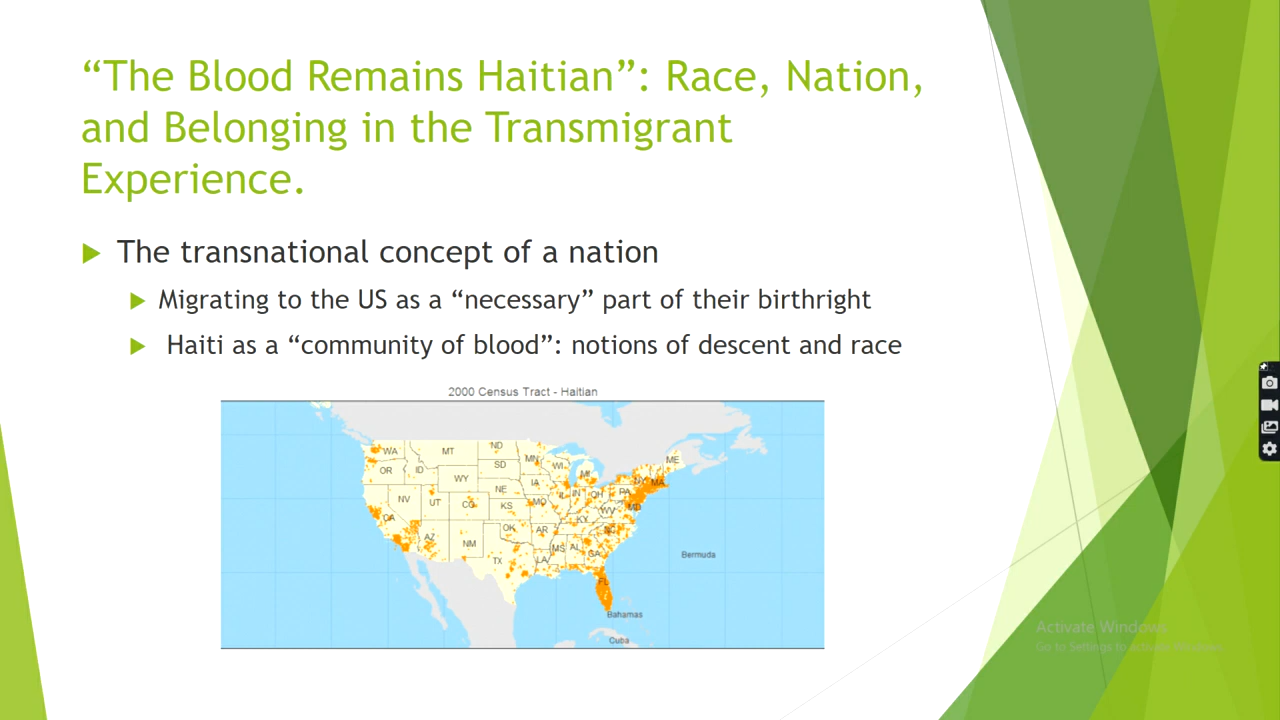 “The Blood Remains Haitian”: Race, Nation,
and Belonging in the Transmigrant
Experience.
The transnational concept of a nation
Migrating to the US as a “necessary” part of their birthright
Haiti as a “community of blood”: notions of descent and race
2000 Census Tract - Haitian
WA
MT
ND
MN
ME
OR
ID
SD
WI
MI
NY
MA
WY
IA
PA
NE
IL
IN
OH
NV
UT
CO
KS
MO
WV
MD
CA
KY
AZ
NM
OK
AR
NC
TX
LA
MS
AL
GA
Bermuda
FL
Bahamas
Cuba
Activate Windows
Go to Settings to activate Windows.